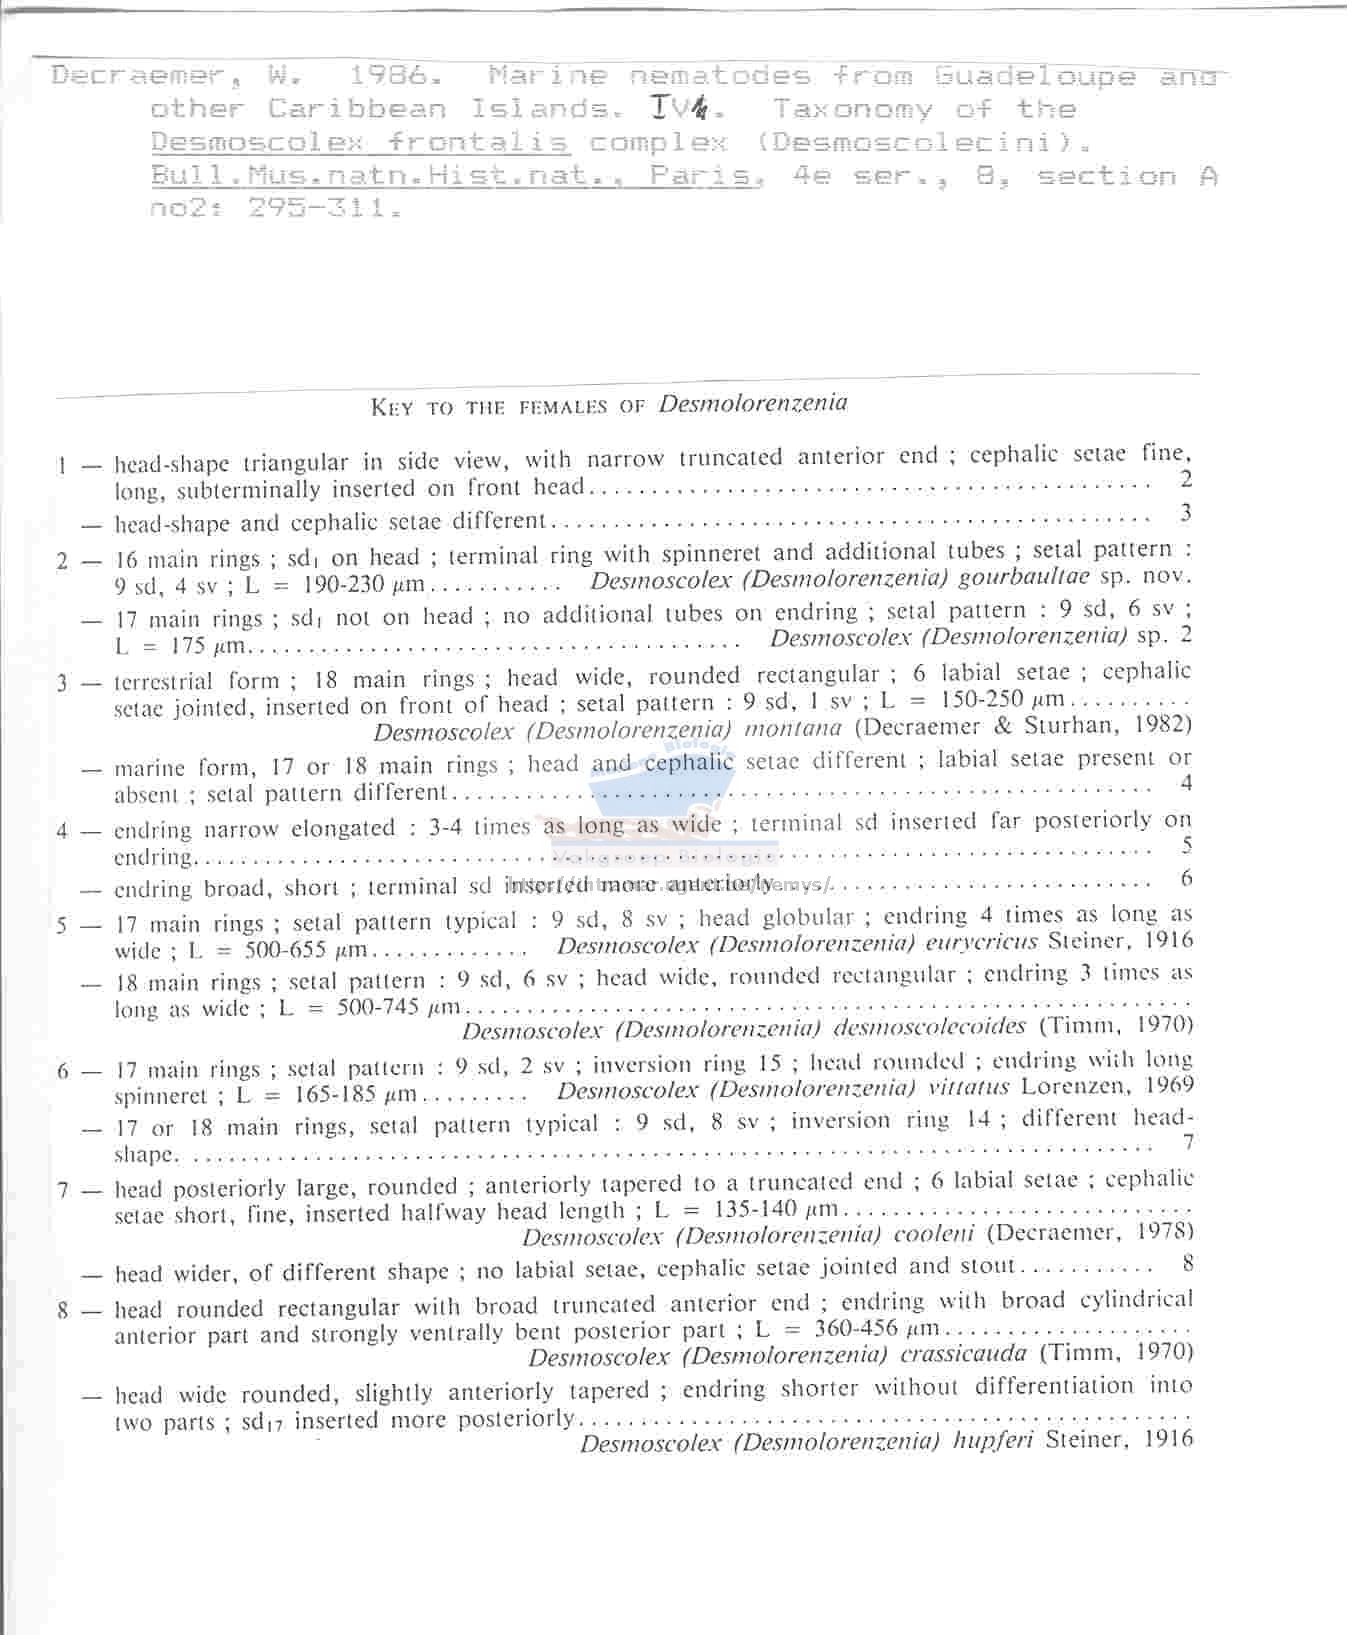 Decraemer, W. 1986. Marine nematodes from Guadeloupe and
other Caribbean Islands. IV4. Taxonomy of the
Desmoscolex frontalis complex (Desmoscolecini).
Bull.Mus.natn.Hist.nat., Paris, 4e ser., 8, section A
no2: 295-311.
KEY TO THE FEMALES OF Desmolorenzenia
1 — head-shape triangular in side view, with narrow truncated anterior end ; cephalic setae fine,
long, subterminally inserted on front head............................................. 2
— head-shape and cephalic setae different................................................ 3
2 — 16 main rings ; sd₁ on head ; terminal ring with spinneret and additional tubes ; setal pattern :
9 sd, 4 sv ; L = 190-230 µm........... Desmoscolex (Desmolorenzenia) gourbaultae sp. nov.
— 17 main rings ; sd₁ not on head ; no additional tubes on endring ; setal pattern : 9 sd, 6 sv ;
L = 175 µm........................................ Desmoscolex (Desmolorenzenia) sp. 2
3 — terrestrial form ; 18 main rings ; head wide, rounded rectangular ; 6 labial setae ; cephalic
setae jointed, inserted on front of head ; setal pattern : 9 sd, 1 sv ; L = 150-250 µm..........
Desmoscolex (Desmolorenzenia) montana (Decraemer & Sturhan, 1982)
— marine form, 17 or 18 main rings ; head and cephalic setae different ; labial setae present or
absent ; setal pattern different........................................................ 4
4 — endring narrow elongated : 3-4 times as long as wide ; terminal sd inserted far posteriorly on
endring............................................................................. 5
— endring broad, short ; terminal sd inserted more anteriorly............................. 6
5 — 17 main rings ; setal pattern typical : 9 sd, 8 sv ; head globular ; endring 4 times as long as
wide ; L = 500-655 µm............. Desmoscolex (Desmolorenzenia) eurycricus Steiner, 1916
— 18 main rings ; setal pattern : 9 sd, 6 sv ; head wide, rounded rectangular ; endring 3 times as
long as wide ; L = 500-745 µm..........................................................
Desmoscolex (Desmolorenzenia) desmoscolecoides (Timm, 1970)
6 — 17 main rings ; setal pattern : 9 sd, 2 sv ; inversion ring 15 ; head rounded ; endring with long
spinneret ; L = 165-185 µm......... Desmoscolex (Desmolorenzenia) vittatus Lorenzen, 1969
— 17 or 18 main rings, setal pattern typical : 9 sd, 8 sv ; inversion ring 14 ; different head-
shape. ............................................................................. 7
7 — head posteriorly large, rounded ; anteriorly tapered to a truncated end ; 6 labial setae ; cephalic
setae short, fine, inserted halfway head length ; L = 135-140 µm............................
Desmoscolex (Desmolorenzenia) cooleni (Decraemer, 1978)
— head wider, of different shape ; no labial setae, cephalic setae jointed and stout........... 8
8 — head rounded rectangular with broad truncated anterior end ; endring with broad cylindrical
anterior part and strongly ventrally bent posterior part ; L = 360-456 µm....................
Desmoscolex (Desmolorenzenia) crassicauda (Timm, 1970)
— head wide rounded, slightly anteriorly tapered ; endring shorter without differentiation into
two parts ; sd₁₇ inserted more posteriorly.................................................
Desmoscolex (Desmolorenzenia) hupferi Steiner, 1916
Biologie
Vakgroep Biologie